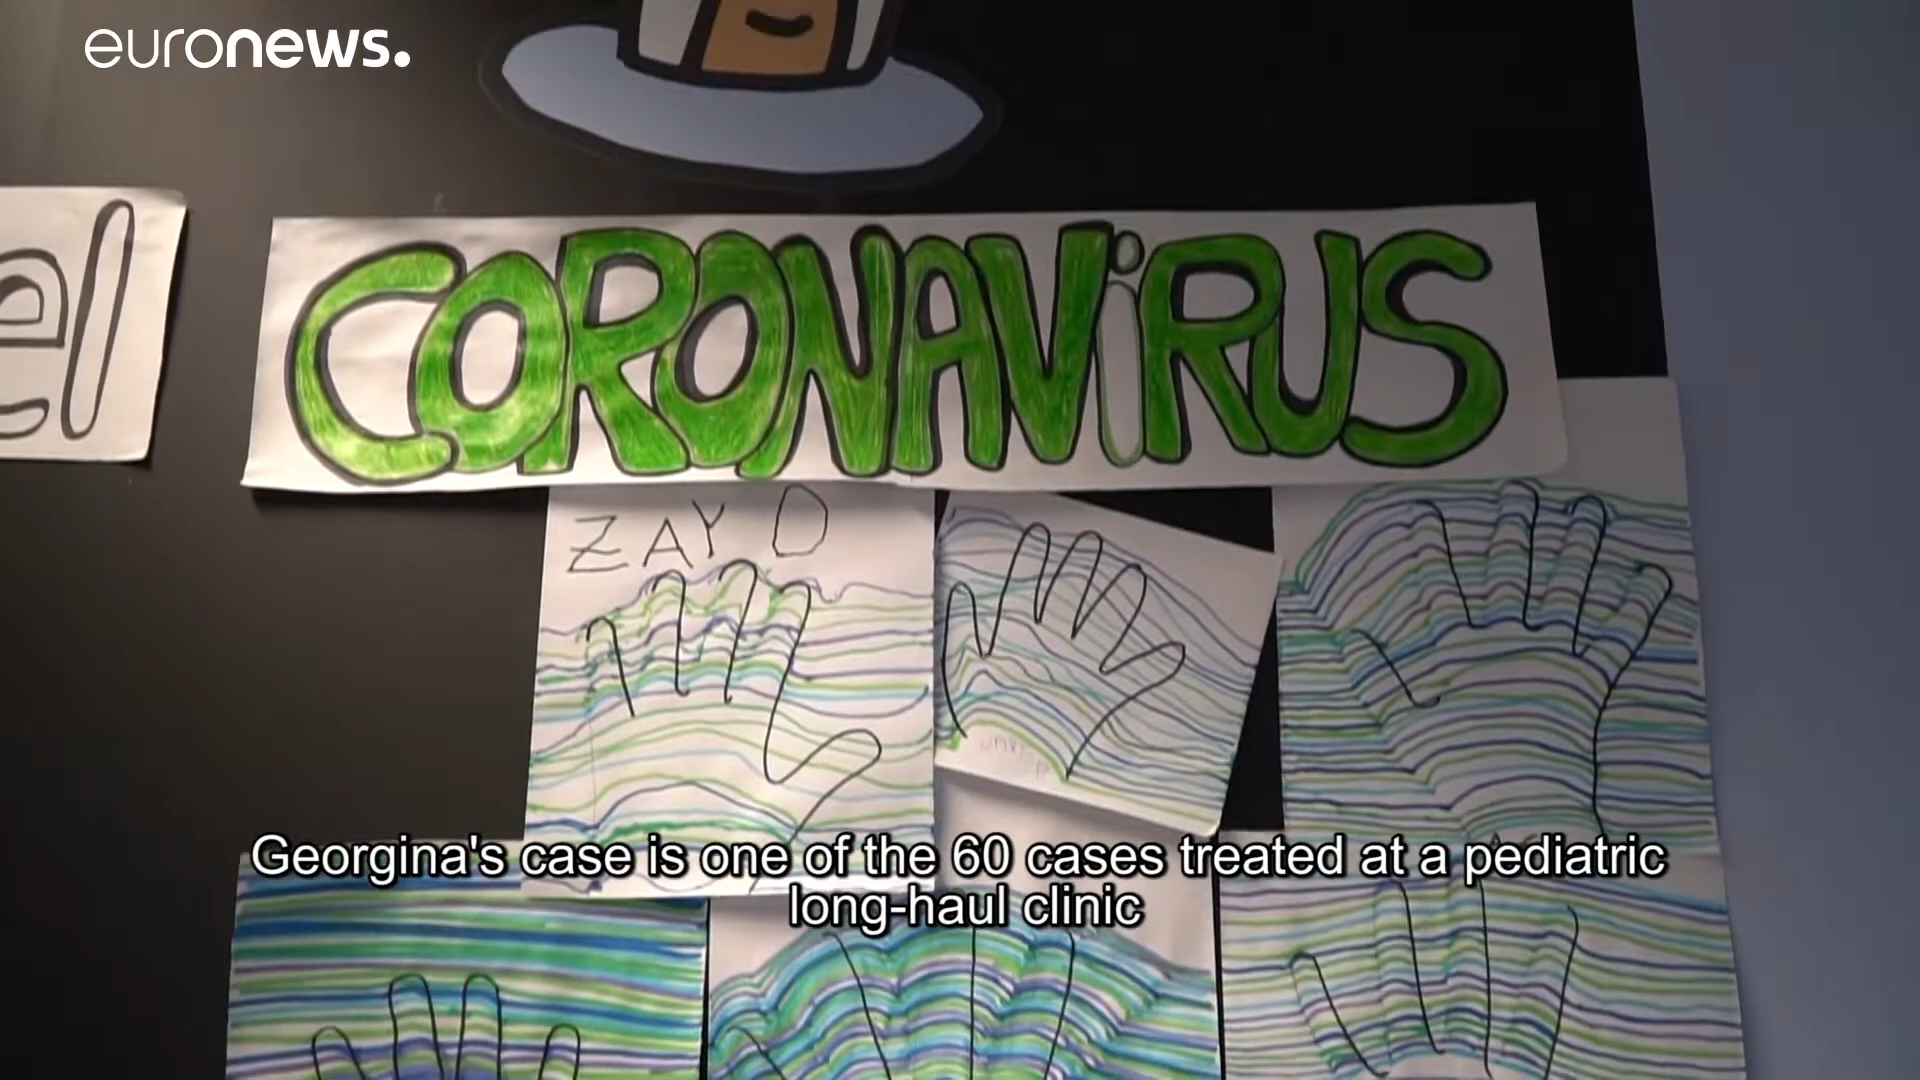 euronews.
el
CORONAViRUS
ZAYD
Georgina's case is one of the 60 cases treated at a pediatric
long-haul clinic